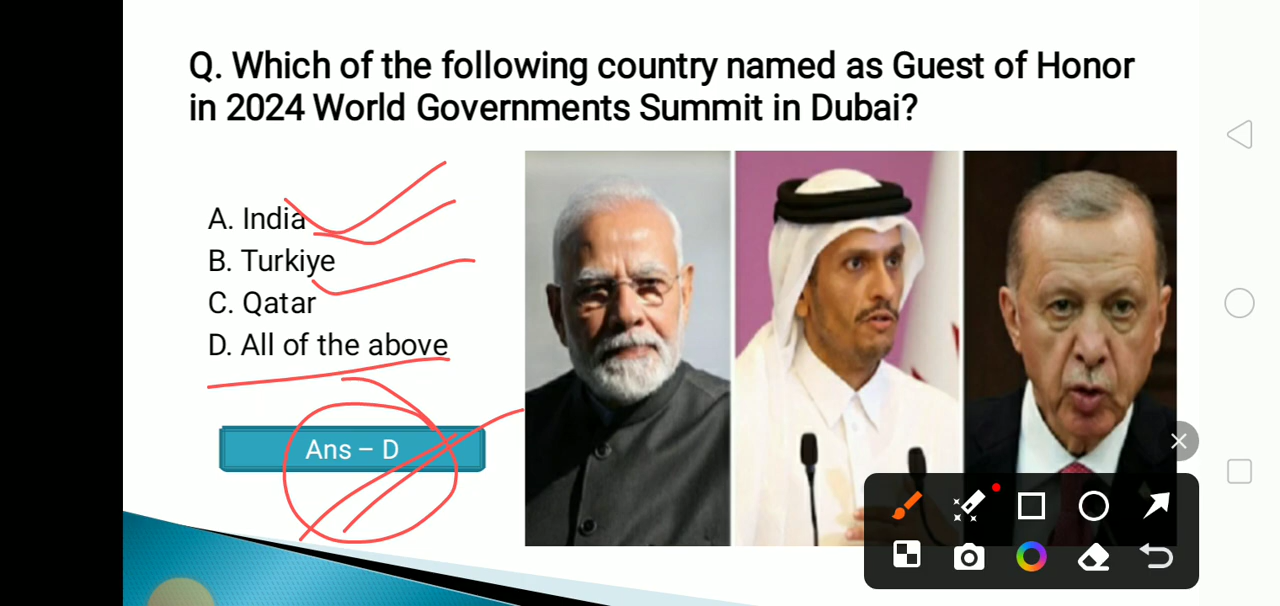 Q. Which of the following country named as Guest of Honor
in 2024 World Governments Summit in Dubai?
A. India
B. Turkiye
C. Qatar
D. All of the above
Ans – D